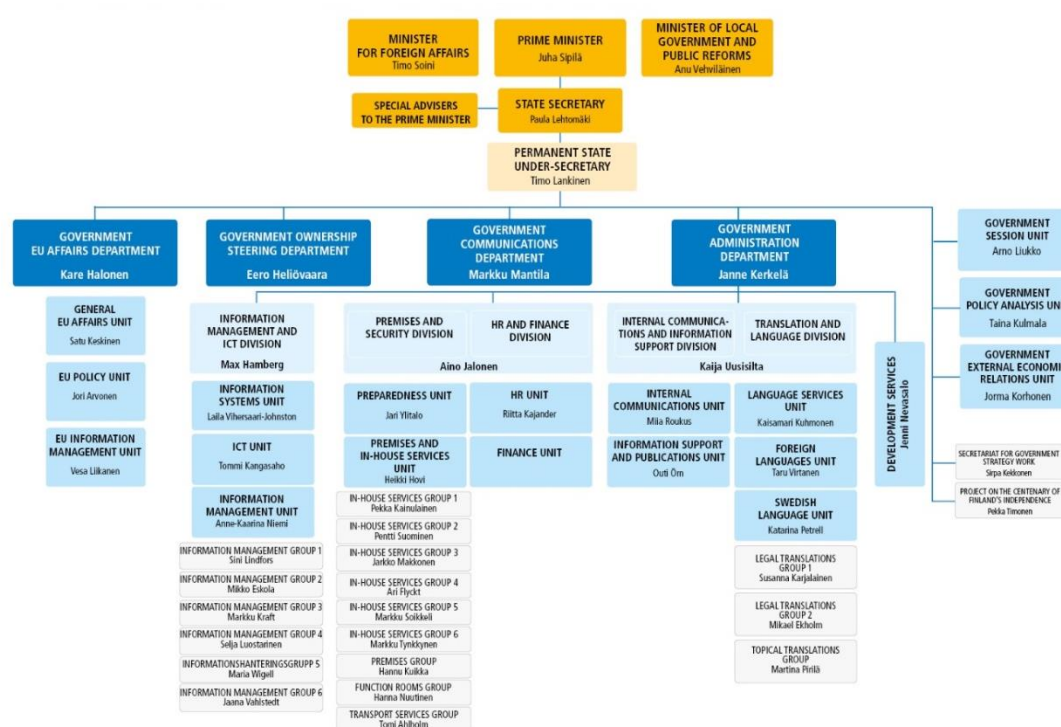 MINISTER
FOR FOREIGN AFFAIRS
Timo Soini
PRIME MINISTER
Juha Sipilä
MINISTER OF LOCAL
GOVERNMENT AND
PUBLIC REFORMS
Anu Vehviläinen
SPECIAL ADVISERS
TO THE PRIME MINISTER
STATE SECRETARY
Paula Lehtomäki
PERMANENT STATE
UNDER-SECRETARY
Timo Lankinen
GOVERNMENT
EU AFFAIRS DEPARTMENT
Kare Halonen
GOVERNMENT OWNERSHIP
STEERING DEPARTMENT
Eero Heliövaara
GOVERNMENT
COMMUNICATIONS
DEPARTMENT
Markku Mantila
GOVERNMENT
ADMINISTRATION
DEPARTMENT
Janne Kerkelä
GOVERNMENT
SESSION UNIT
Arno Liukko
GOVERNMENT
POLICY ANALYSIS UN
Taina Kulmala
GOVERNMENT
EXTERNAL ECONOMI
RELATIONS UNIT
Jorma Korhonen
SECRETARIAT FOR GOVERNMENT
STRATEGY WORK
Sirpa Kekkonen
PROJECT ON THE CENTENARY OF
FINLAND'S INDEPENDENCE
Pekka Timonen
GENERAL
EU AFFAIRS UNIT
Satu Keskinen
EU POLICY UNIT
Jori Arvonen
EU INFORMATION
MANAGEMENT UNIT
Vesa Liikanen
INFORMATION
MANAGEMENT AND
ICT DIVISION
Max Hamberg
INFORMATION
SYSTEMS UNIT
Laila Vihersaari-Johnston
ICT UNIT
Tommi Kangasaho
INFORMATION
MANAGEMENT UNIT
Anne-Kaarina Niemi
INFORMATION MANAGEMENT GROUP 1
Sini Lindfors
INFORMATION MANAGEMENT GROUP 2
Mikko Eskola
INFORMATION MANAGEMENT GROUP 3
Markku Kraft
INFORMATION MANAGEMENT GROUP 4
Selja Luostarinen
INFORMATIONSHANTERINGSGRUPP 5
Maria Wigell
INFORMATION MANAGEMENT GROUP 6
Jaana Vahlstedt
PREMISES AND
SECURITY DIVISION
HR AND FINANCE
DIVISION
Aino Jalonen
PREPAREDNESS UNIT
Jari Ylitalo
PREMISES AND
IN-HOUSE SERVICES
UNIT
Heikki Hovi
HR UNIT
Riitta Kajander
FINANCE UNIT
IN-HOUSE SERVICES GROUP 1
Pekka Kainulainen
IN-HOUSE SERVICES GROUP 2
Pentti Suominen
IN-HOUSE SERVICES GROUP 3
Jarkko Makkonen
IN-HOUSE SERVICES GROUP 4
Ari Flyckt
IN-HOUSE SERVICES GROUP 5
Markku Soikkeli
IN-HOUSE SERVICES GROUP 6
Markku Tynkkynen
PREMISES GROUP
Hannu Kuikka
FUNCTION ROOMS GROUP
Hanna Nuutinen
TRANSPORT SERVICES GROUP
Tomi Ahlholm
INTERNAL COMMUNICA-
TIONS AND INFORMATION
SUPPORT DIVISION
TRANSLATION AND
LANGUAGE DIVISION
Kaija Uusisilta
INTERNAL
COMMUNICATIONS UNIT
Miia Roukus
INFORMATION SUPPORT
AND PUBLICATIONS UNIT
Outi Örn
LANGUAGE SERVICES
UNIT
Kaisamari Kuhmonen
FOREIGN
LANGUAGES UNIT
Taru Virtanen
SWEDISH
LANGUAGE UNIT
Katarina Petrell
LEGAL TRANSLATIONS
GROUP 1
Susanna Karjalainen
LEGAL TRANSLATIONS
GROUP 2
Mikael Ekholm
TOPICAL TRANSLATIONS
GROUP
Martina Pirilä
DEVELOPMENT SERVICES
Jenni Nevasalo